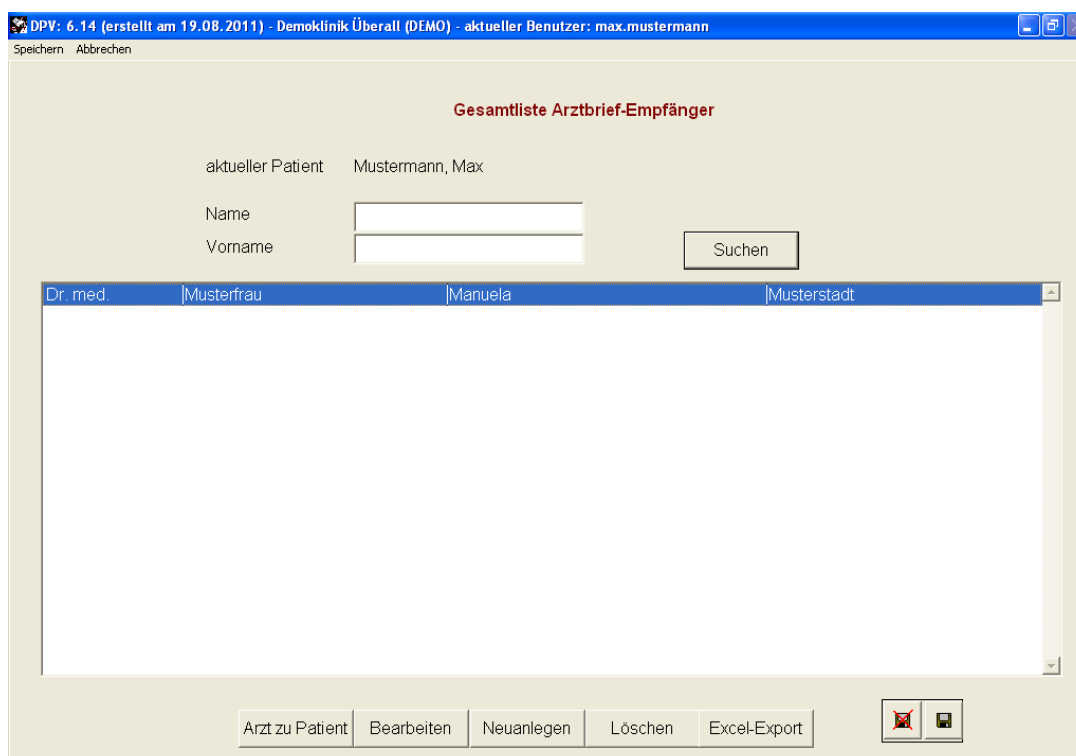 DPV: 6.14 (erstellt am 19.08.2011) - Demoklinik Überall (DEMO) - aktueller Benutzer: max.mustermann
Speichern Abbrechen
Gesamtliste Arztbrief-Empfänger
aktueller Patient Mustermann, Max
Name
Vorname
Suchen
Dr. med. Musterfrau Manuela Musterstadt
Arzt zu Patient Bearbeiten Neuanlegen Löschen Excel-Export